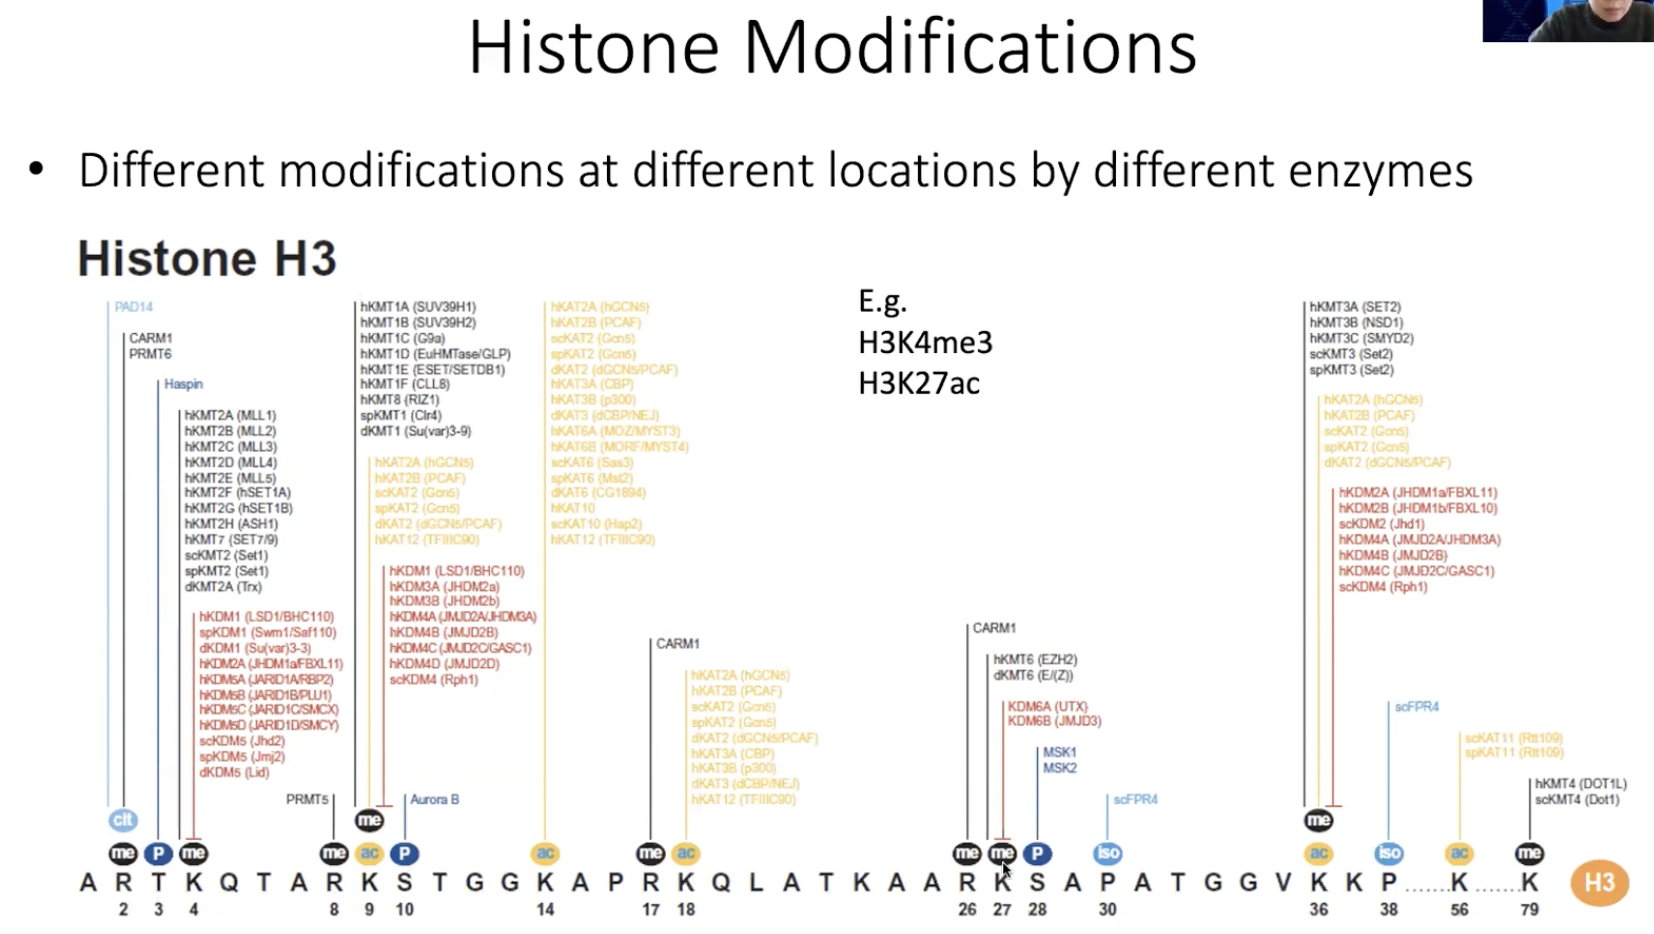 Histone Modifications
• Different modifications at different locations by different enzymes
Histone H3
PAD14
CARM1
PRMT6
Haspin
hKMT2A (MLL1)
hKMT2B (MLL2)
hKMT2C (MLL3)
hKMT2D (MLL4)
hKMT2E (MLL5)
hKMT2F (hSET1A)
hKMT2G (hSET1B)
hKMT2H (ASH1)
hKMT7 (SET7/9)
scKMT2 (Set1)
spKMT2 (Set1)
dKMT2A (Trx)
hKDM1 (LSD1/BHC110)
spKDM1 (Swm1/Saf110)
dKDM1 (Su(var)3-3)
hKDM2A (JHDM1a/FBXL11)
hKDM5A (JARID1A/RBP2)
hKDM5B (JARID1B/PLU1)
hKDM5C (JARID1C/SMCX)
hKDM5D (JARID1D/SMCY)
scKDM5 (Jhd2)
spKDM5 (Jmj2)
dKDM5 (Lid)
PRMT5
hKMT1A (SUV39H1)
hKMT1B (SUV39H2)
hKMT1C (G9a)
hKMT1D (EuHMTase/GLP)
hKMT1E (ESET/SETDB1)
hKMT1F (CLL8)
hKMT8 (RIZ1)
spKMT1 (Clr4)
dKMT1 (Su(var)3-9)
hKAT2A (hGCN5)
hKAT2B (PCAF)
scKAT2 (Gcn5)
spKAT2 (Gcn5)
dKAT2 (dGCN5/PCAF)
hKAT12 (TFIIIC90)
hKDM1 (LSD1/BHC110)
hKDM3A (JHDM2a)
hKDM3B (JHDM2b)
hKDM4A (JMJD2A/JHDM3A)
hKDM4B (JMJD2B)
hKDM4C (JMJD2C/GASC1)
hKDM4D (JMJD2D)
scKDM4 (Rph1)
Aurora B
hKAT2A (hGCN5)
hKAT2B (PCAF)
scKAT2 (Gcn5)
spKAT2 (Gcn5)
dKAT2 (dGCN5/PCAF)
hKAT3A (CBP)
hKAT3B (p300)
dKAT3 (dCBP/NEJ)
hKAT6A (MOZ/MYST3)
hKAT6B (MORF/MYST4)
scKAT6 (Sas3)
spKAT6 (Mst2)
dKAT6 (CG1894)
hKAT10
scKAT10 (Hap2)
hKAT12 (TFIIIC90)
CARM1
hKAT2A (hGCN5)
hKAT2B (PCAF)
scKAT2 (Gcn5)
spKAT2 (Gcn5)
dKAT2 (dGCN5/PCAF)
hKAT3A (CBP)
hKAT3B (p300)
dKAT3 (dCBP/NEJ)
hKAT12 (TFIIIC90)
E.g.
H3K4me3
H3K27ac
CARM1
hKMT6 (EZH2)
dKMT6 (E/(Z))
KDM6A (UTX)
KDM6B (JMJD3)
MSK1
MSK2
scFPR4
hKMT3A (SET2)
hKMT3B (NSD1)
hKMT3C (SMYD2)
scKMT3 (Set2)
spKMT3 (Set2)
hKAT2A (hGCN5)
hKAT2B (PCAF)
scKAT2 (Gcn5)
spKAT2 (Gcn5)
dKAT2 (dGCN5/PCAF)
hKDM2A (JHDM1a/FBXL11)
hKDM2B (JHDM1b/FBXL10)
scKDM2 (Jhd1)
hKDM4A (JMJD2A/JHDM3A)
hKDM4B (JMJD2B)
hKDM4C (JMJD2C/GASC1)
scKDM4 (Rph1)
scFPR4
scKAT11 (Rtt109)
spKAT11 (Rtt109)
hKMT4 (DOT1L)
scKMT4 (Dot1)
cit me me
me P me me ac P ac me ac me me P iso ac iso ac me
A R T K Q T A R K S T G G K A P R K Q L A T K A A R K S A P A T G G V K K P ...... K ...... K H3
2 3 4 8 9 10 14 17 18 26 27 28 30 36 38 56 79